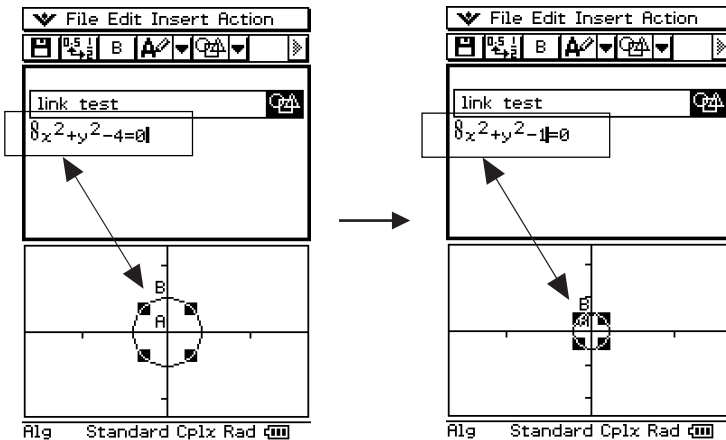 File Edit Insert Action
B
link test
x²+y²-4=0
B
A
Alg Standard Cplx Rad
File Edit Insert Action
B
link test
x²+y²-1=0
B
A
Alg Standard Cplx Rad